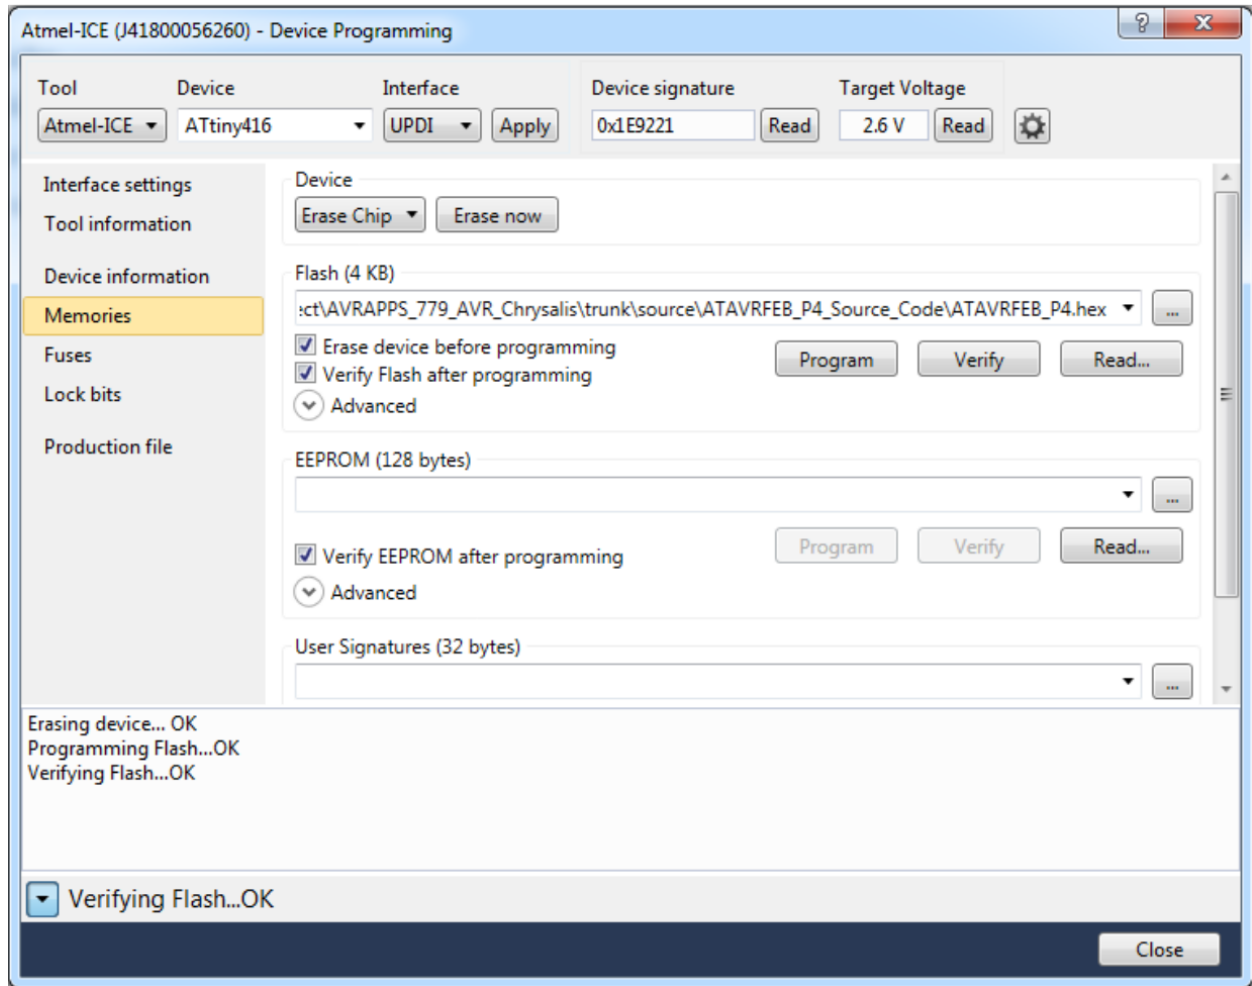 Atmel-ICE (J41800056260) - Device Programming
Tool Device Interface Device signature Target Voltage
Atmel-ICE ATtiny416 UPDI Apply 0x1E9221 Read 2.6 V Read
Interface settings
Tool information
Device information
Memories
Fuses
Lock bits
Production file
Device
Erase Chip Erase now
Flash (4 KB)
:ct\AVRAPPS_779_AVR_Chrysalis\trunk\source\ATAVRFEB_P4_Source_Code\ATAVRFEB_P4.hex ...
Erase device before programming
Verify Flash after programming
Program Verify Read...
Advanced
EEPROM (128 bytes)
...
Verify EEPROM after programming
Program Verify Read...
Advanced
User Signatures (32 bytes)
...
Erasing device... OK
Programming Flash...OK
Verifying Flash...OK
Verifying Flash...OK
Close